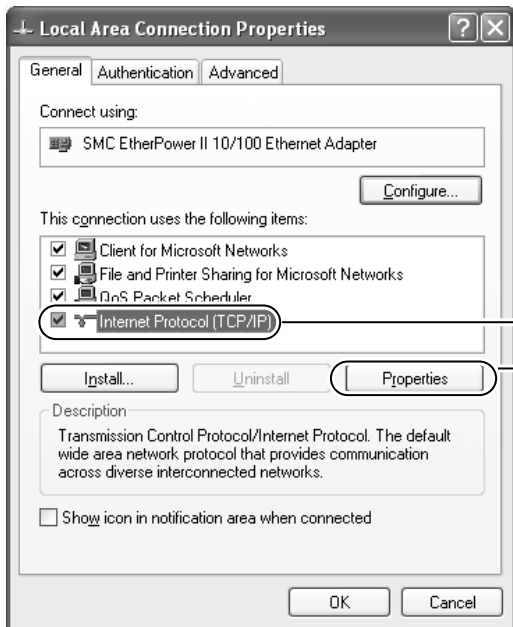 Local Area Connection Properties
General Authentication Advanced
Connect using:
SMC EtherPower II 10/100 Ethernet Adapter
Configure...
This connection uses the following items:
Client for Microsoft Networks
File and Printer Sharing for Microsoft Networks
QoS Packet Scheduler
Internet Protocol (TCP/IP)
Install... Uninstall Properties
Description
Transmission Control Protocol/Internet Protocol. The default
wide area network protocol that provides communication
across diverse interconnected networks.
Show icon in notification area when connected
OK Cancel